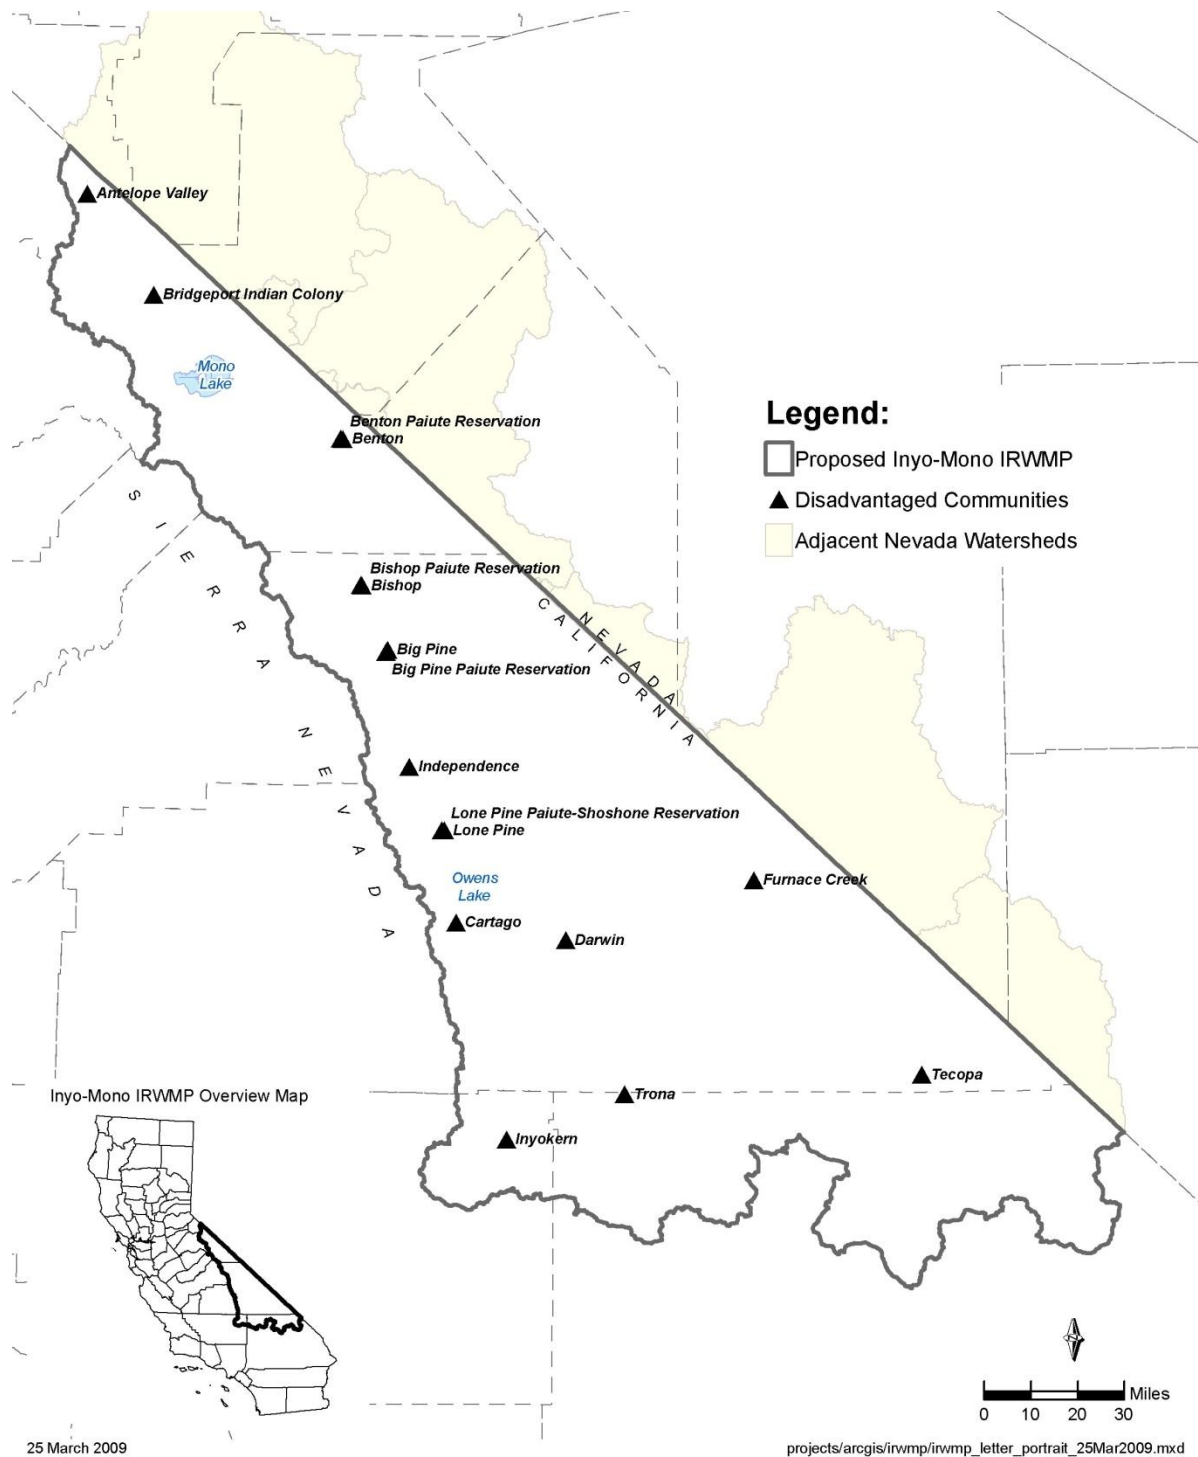 Antelope Valley
Bridgeport Indian Colony
Mono
Lake
Benton Paiute Reservation
Benton
Legend:
Proposed Inyo-Mono IRWMP
Disadvantaged Communities
Adjacent Nevada Watersheds
SIERRA NEVADA
Bishop Paiute Reservation
Bishop
NEVADA
CALIFORNIA
Big Pine
Big Pine Paiute Reservation
Independence
Lone Pine Paiute-Shoshone Reservation
Lone Pine
Owens
Lake
Furnace Creek
Cartago
Darwin
Tecopa
Trona
Inyokern
Inyo-Mono IRWMP Overview Map
Miles
0 10 20 30
25 March 2009
projects/arcgis/irwmp/irwmp_letter_portrait_25Mar2009.mxd